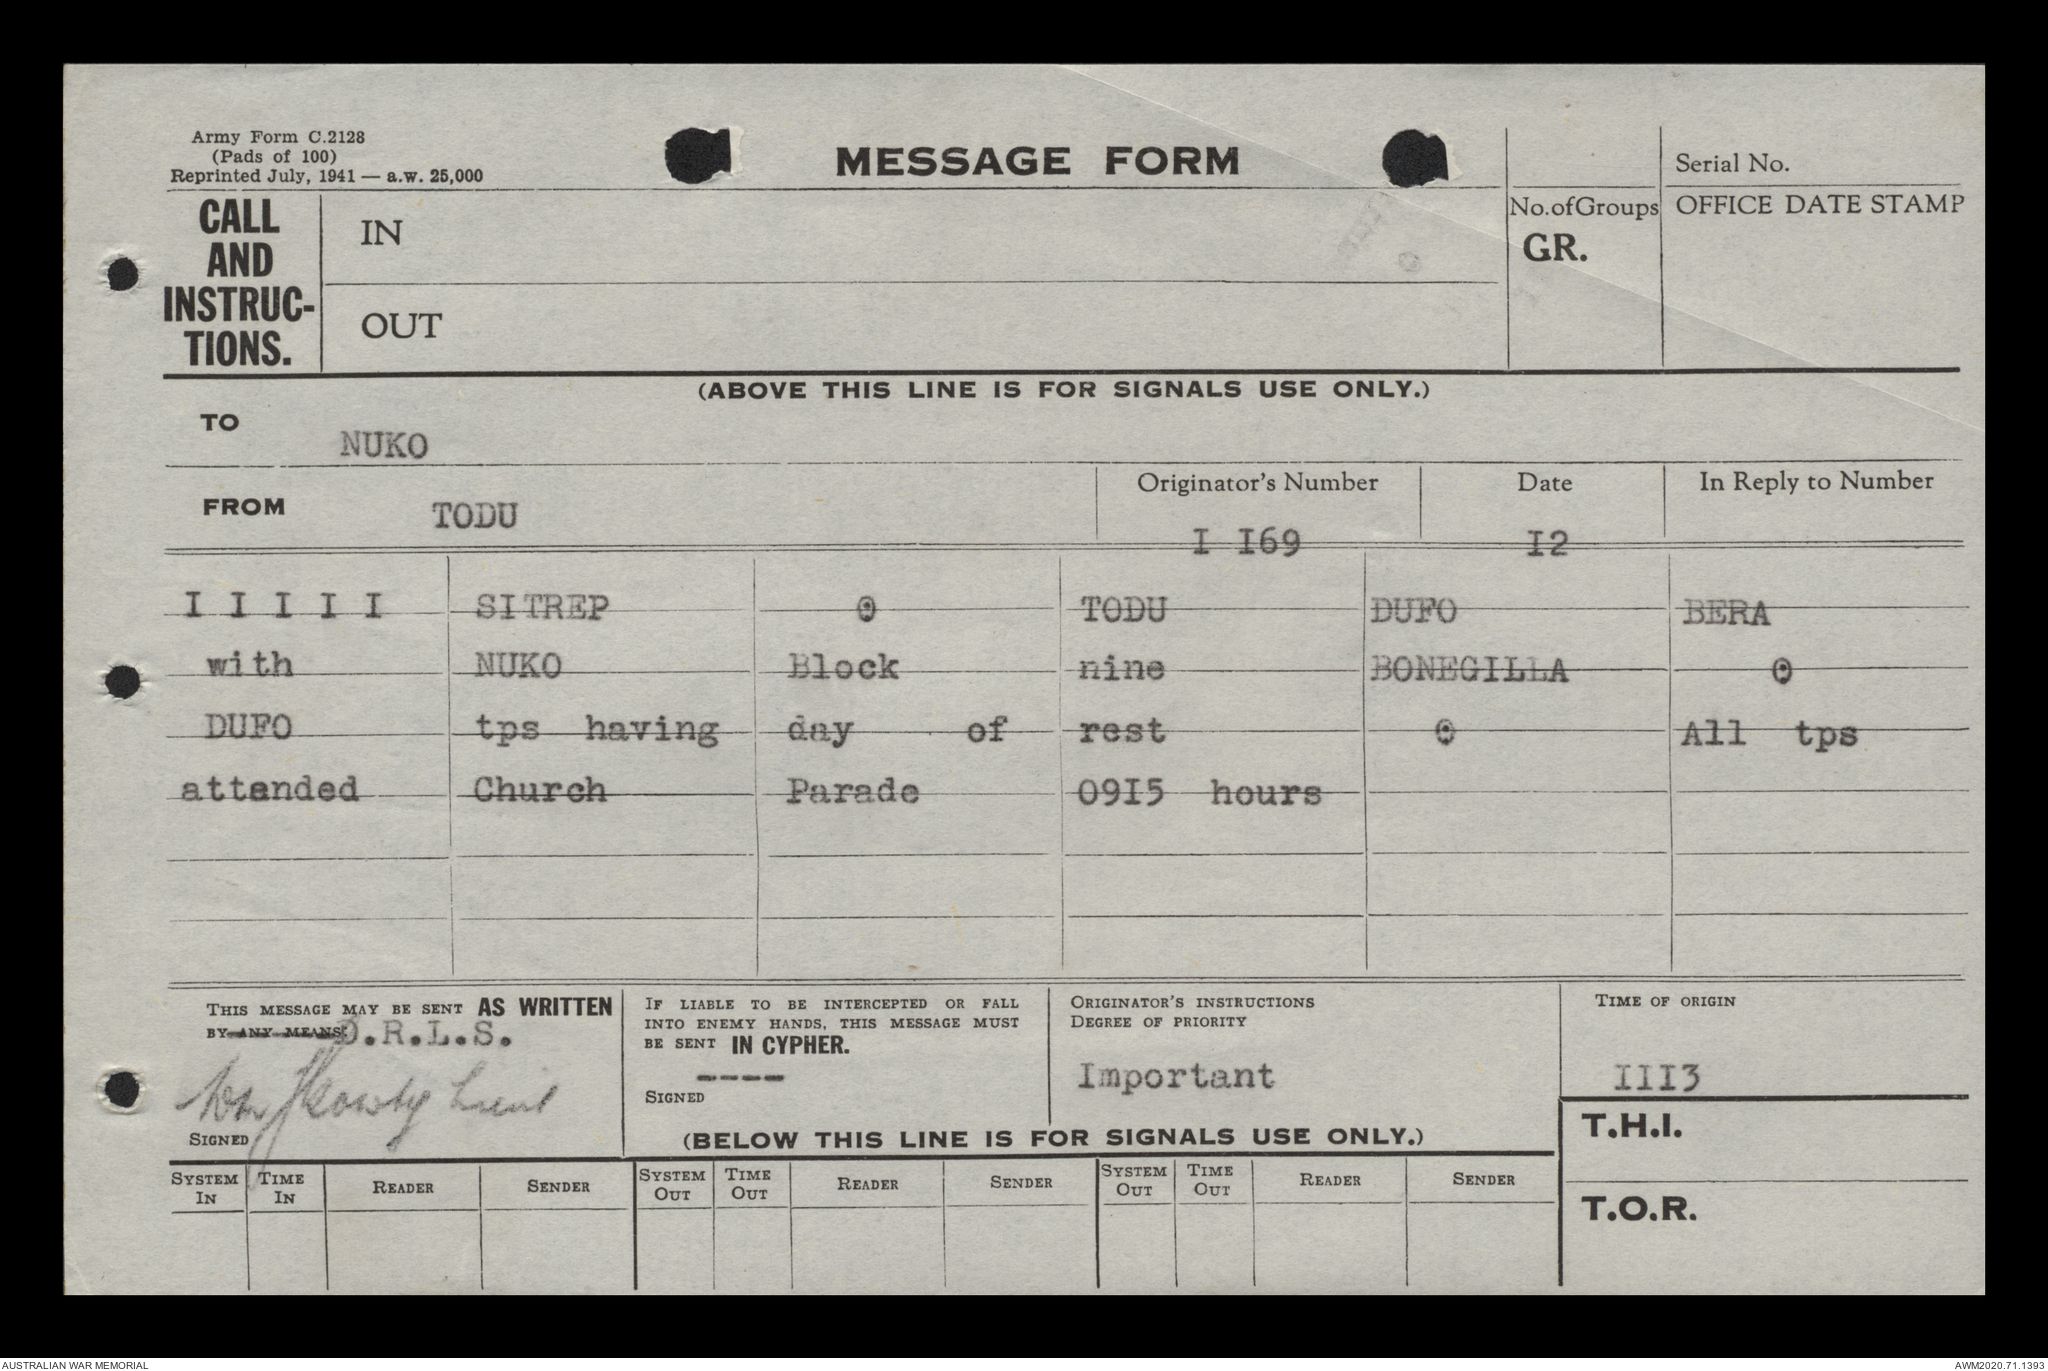 Army Form C.2128
(Pads of 100)
Reprinted July, 1941 — a.w. 25,000
MESSAGE FORM
Serial No.
CALL AND INSTRUC-TIONS.
IN
OUT
No.ofGroups
GR.
OFFICE DATE STAMP
(ABOVE THIS LINE IS FOR SIGNALS USE ONLY.)
TO NUKO
FROM TODU
Originator's Number
I I69
Date
I2
In Reply to Number
I I I I I SITREP 0 TODU DUFO BERA
with NUKO Block nine BONEGILLA 0
DUFO tps having day of rest 0 All tps
attended Church Parade 09I5 hours
THIS MESSAGE MAY BE SENT AS WRITTEN
BY ANY MEANS. D.R.L.S.
Lieut
SIGNED
IF LIABLE TO BE INTERCEPTED OR FALL
INTO ENEMY HANDS, THIS MESSAGE MUST
BE SENT IN CYPHER.
----
SIGNED
ORIGINATOR'S INSTRUCTIONS
DEGREE OF PRIORITY
Important
TIME OF ORIGIN
III3
(BELOW THIS LINE IS FOR SIGNALS USE ONLY.)
T.H.I.
T.O.R.
SYSTEM IN TIME IN READER SENDER SYSTEM OUT TIME OUT READER SENDER SYSTEM OUT TIME OUT READER SENDER
AUSTRALIAN WAR MEMORIAL
AWM2020.71.1393